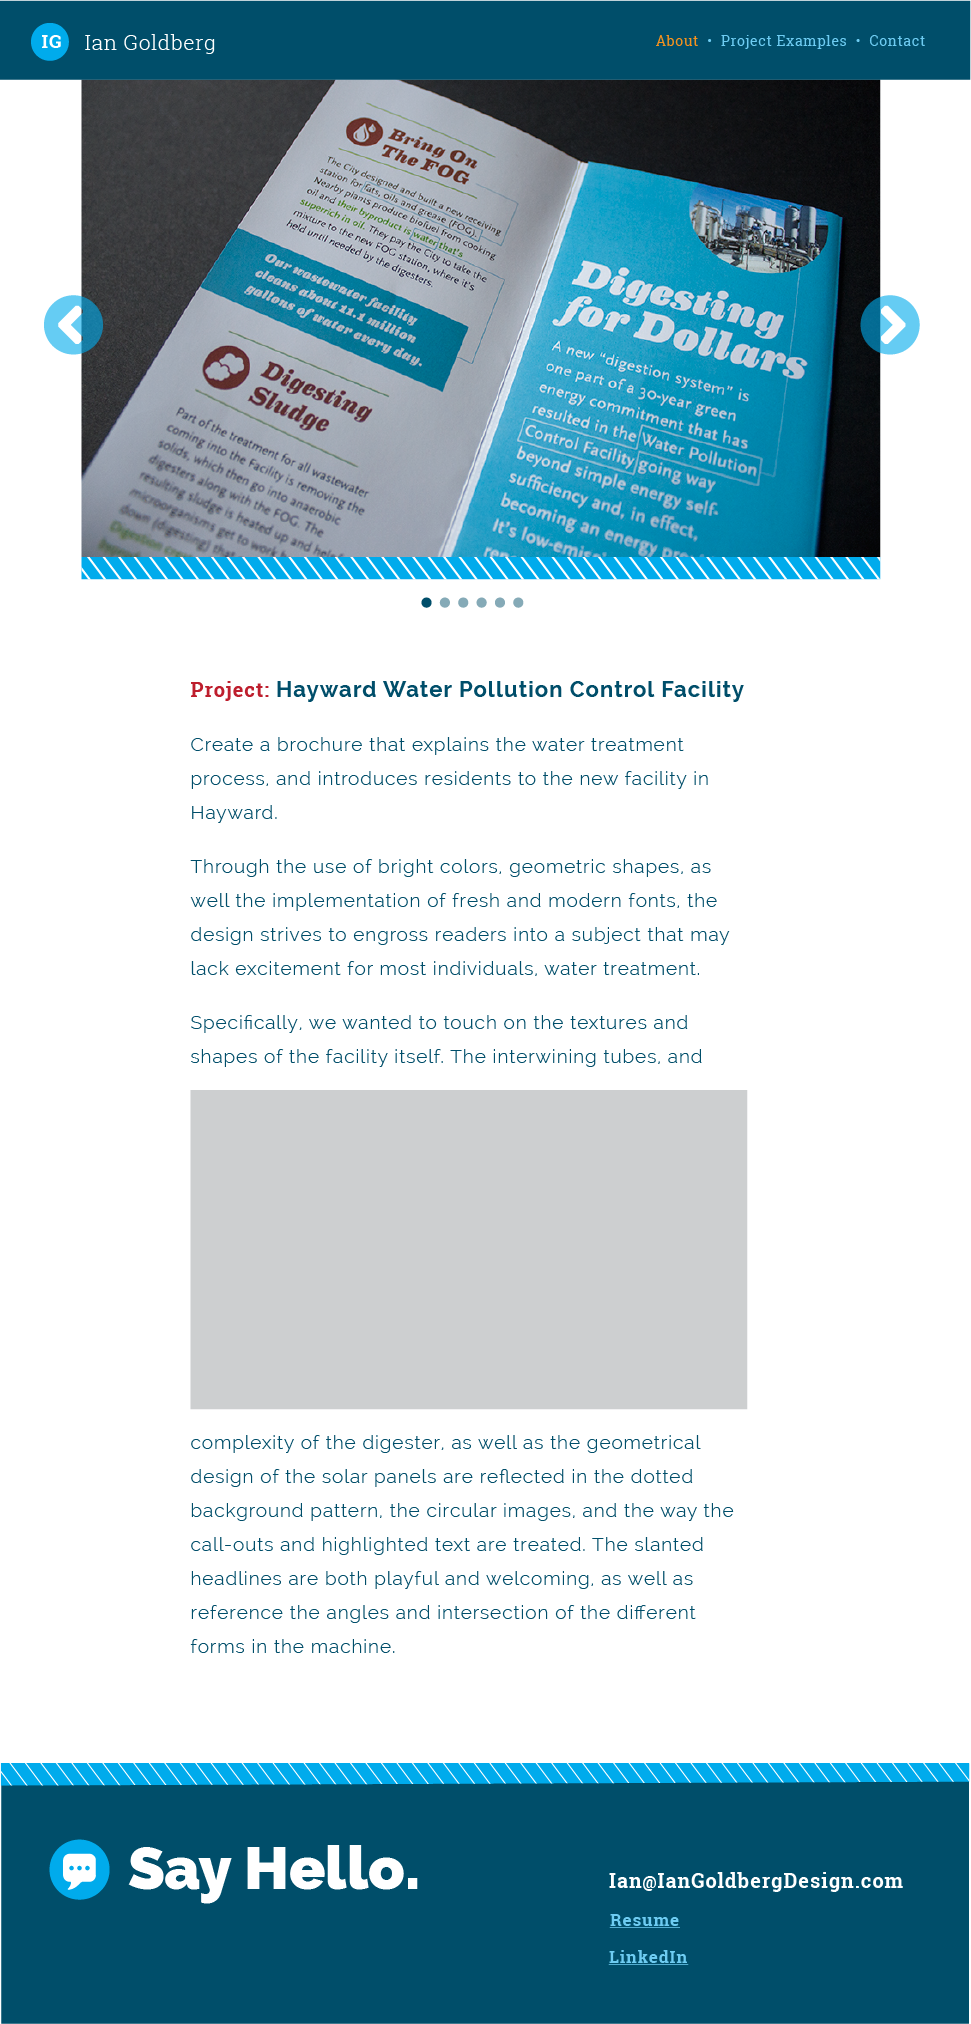 IG Ian Goldberg
About • Project Examples • Contact
Bring On
The FOG
The City designed and built a new receiving
station for fats, oils and grease (FOG).
Nearby plants produce biofuel from cooking
oil and their byproduct is water that's
superrich in oil. They pay the City to take the
mixture to the new FOG station, where it's
held until needed by the digesters.
Our wastewater facility
cleans about 11.1 million
gallons of water every day.
Digesting
Sludge
Part of the treatment for all wastewater
coming into the Facility is removing the
solids, which then go into anaerobic
digesters along with the FOG. The
resulting sludge is heated up and
microorganisms get to work
down (digesting) that
Digestion
Digesting
for Dollars
A new "digestion system" is
one part of a 30-year green
energy commitment that has
resulted in the Water Pollution
Control Facility going way
beyond simple energy self-
sufficiency and, in effect,
becoming an energy
It's low-emiss
Project: Hayward Water Pollution Control Facility
Create a brochure that explains the water treatment
process, and introduces residents to the new facility in
Hayward.
Through the use of bright colors, geometric shapes, as
well the implementation of fresh and modern fonts, the
design strives to engross readers into a subject that may
lack excitement for most individuals, water treatment.
Specifically, we wanted to touch on the textures and
shapes of the facility itself. The interwining tubes, and
complexity of the digester, as well as the geometrical
design of the solar panels are reflected in the dotted
background pattern, the circular images, and the way the
call-outs and highlighted text are treated. The slanted
headlines are both playful and welcoming, as well as
reference the angles and intersection of the different
forms in the machine.
Say Hello.
Ian@IanGoldbergDesign.com
Resume
LinkedIn